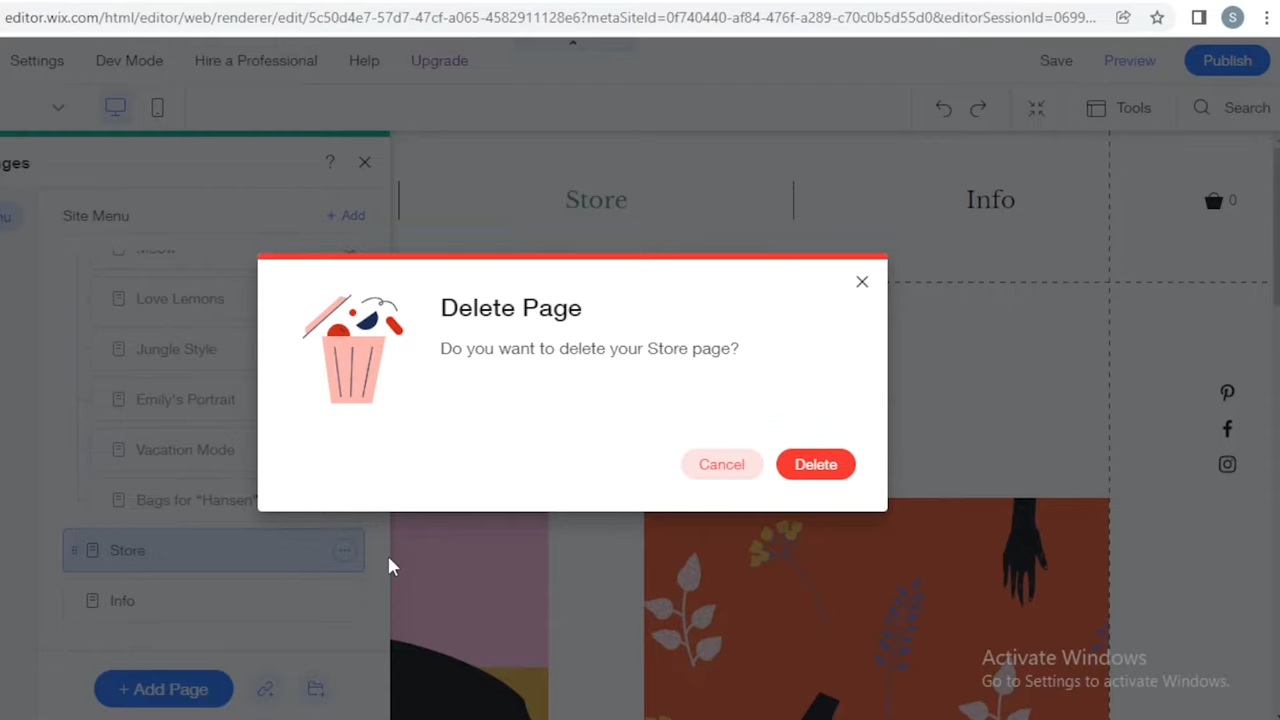 editor.wix.com/html/editor/web/renderer/edit/5c50d4e7-57d7-47cf-a065-4582911128e6?metaSiteId=0f740440-af84-476f-a289-c70c0b5d55d0&editorSessionId=0699...
S
Settings Dev Mode Hire a Professional Help Upgrade Save Preview Publish
Tools Search
ges ?
nu Site Menu + Add
Store Info 0
Meow
Love Lemons
Jungle Style
Emily's Portrait
Vacation Mode
Bags for "Hansen"
Store
Info
+ Add Page
Delete Page
Do you want to delete your Store page?
Cancel Delete
Activate Windows
Go to Settings to activate Windows.